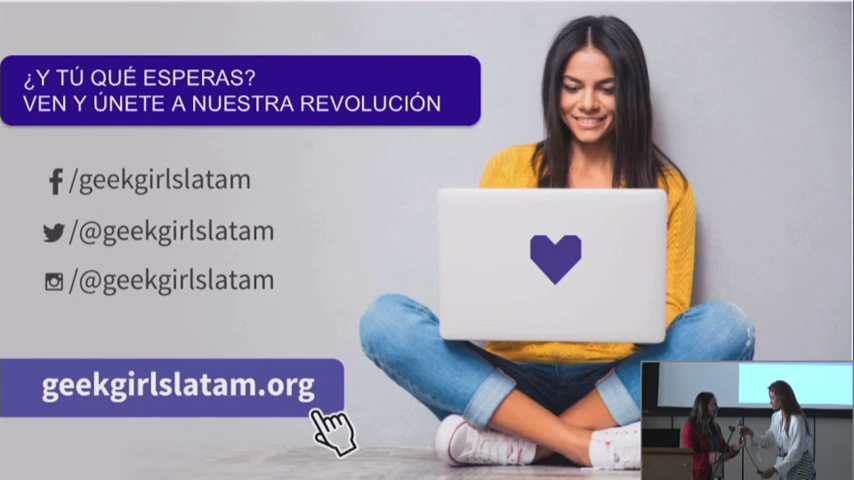 ¿Y TÚ QUÉ ESPERAS?
VEN Y ÚNETE A NUESTRA REVOLUCIÓN
/geekgirlslatam
/@geekgirlslatam
/@geekgirlslatam
geekgirlslatam.org